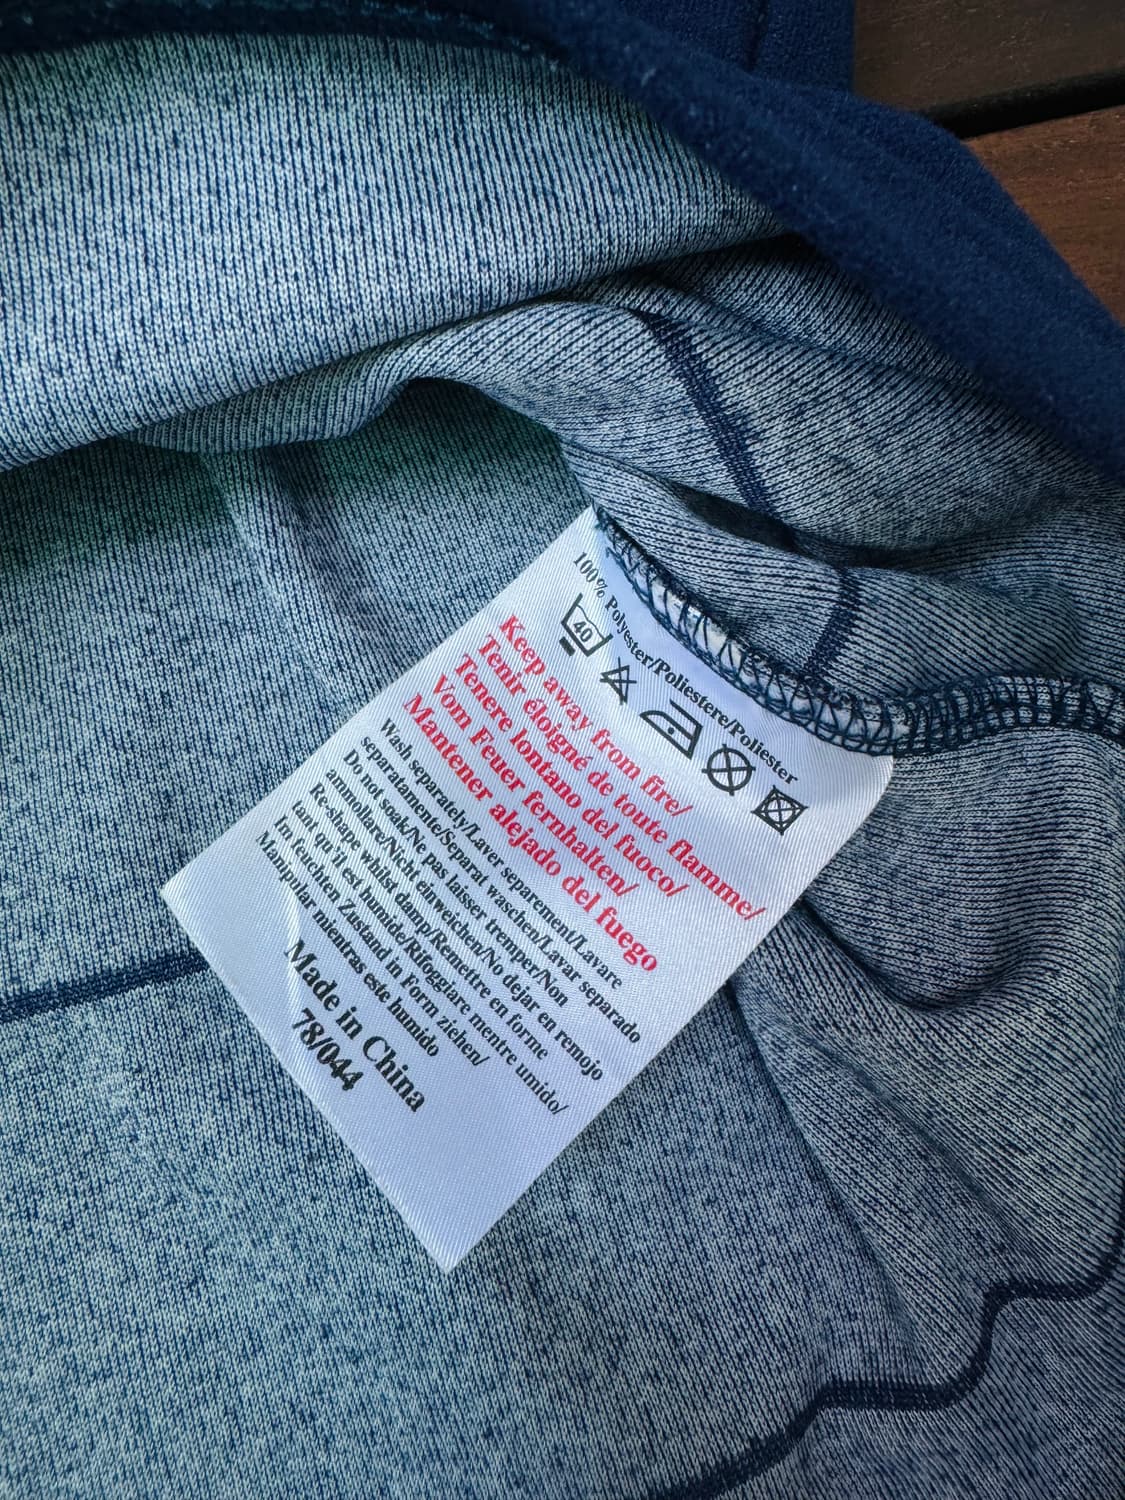 100% Polyester/Poliestere/Poliester
40
Keep away from fire/
Tenir éloigné de toute flamme/
Tenere lontano del fuoco/
Vom Feuer fernhalten/
Mantener alejado del fuego
Wash separately/Laver separement/Lavare
separatamente/Separat waschen/Lavar separado
Do not soak/Ne pas laisser tremper/Non
ammollare/Nicht einweichen/No dejar en remojo
Re-shape whilst damp/Remettre en forme
tant qu'il est humide/Rifoggiare mentre umido/
Im feuchten Zustand in Form ziehen/
Manipular mientras este humido
Made in China
78/044